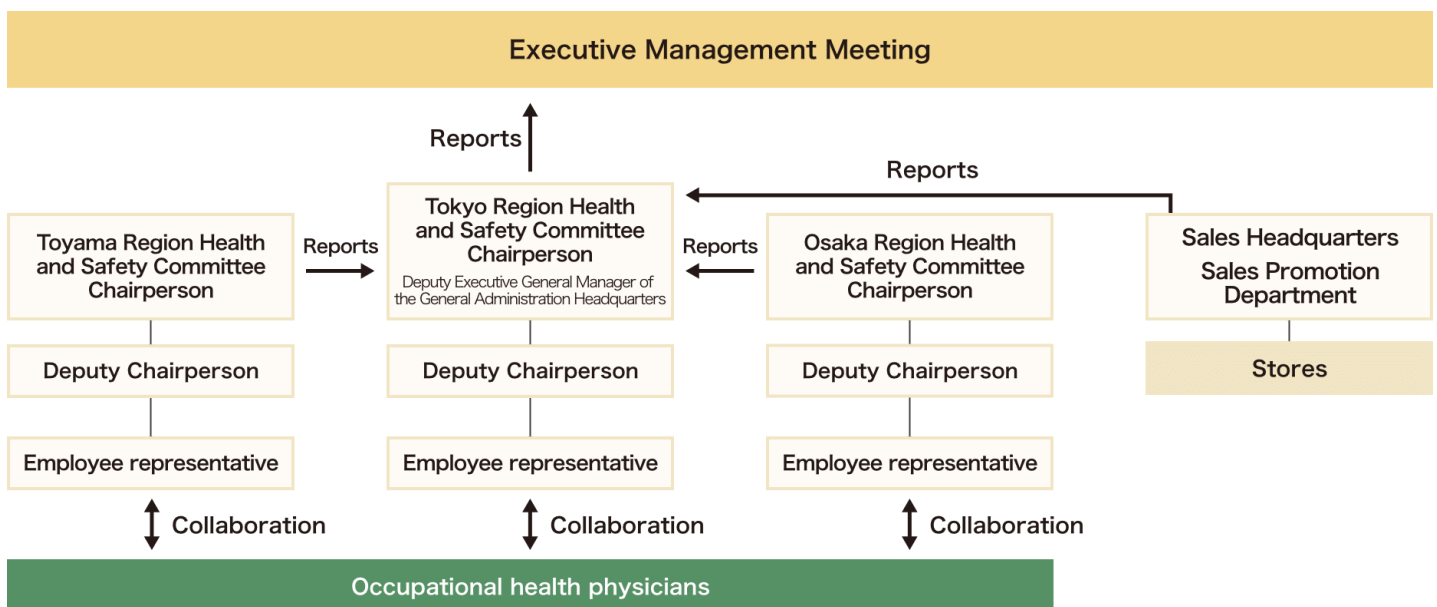 Executive Management Meeting
Reports
Reports
Tokyo Region Health
and Safety Committee
Chairperson
Deputy Executive General Manager of
the General Administration Headquarters
Toyama Region Health
and Safety Committee
Chairperson
Reports
Reports
Osaka Region Health
and Safety Committee
Chairperson
Sales Headquarters
Sales Promotion
Department
Deputy Chairperson
Deputy Chairperson
Deputy Chairperson
Stores
Employee representative
Employee representative
Employee representative
Collaboration
Collaboration
Collaboration
Occupational health physicians